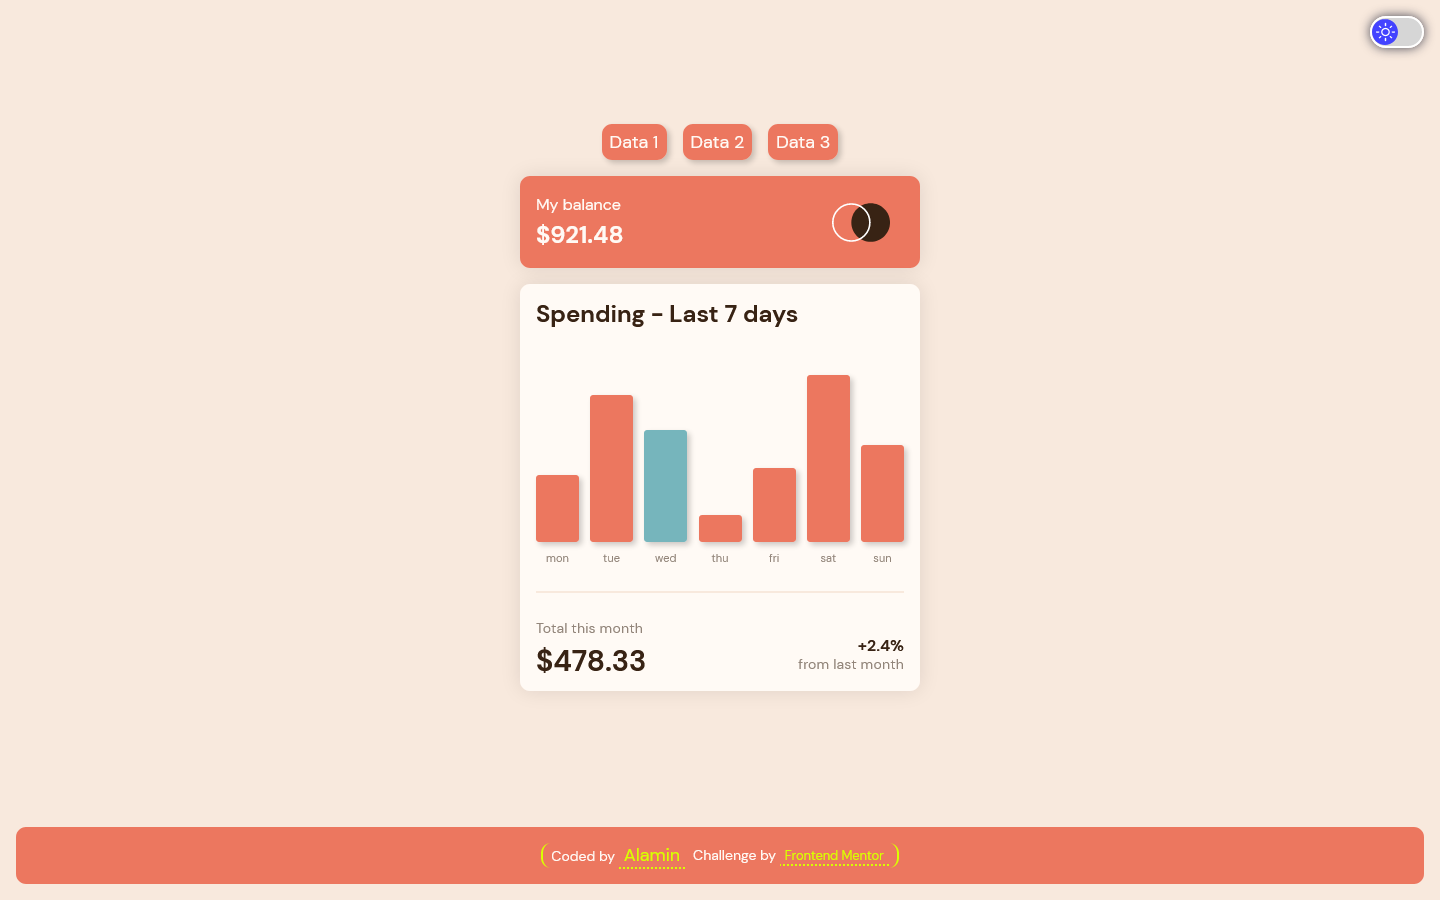 Data 1 Data 2 Data 3
My balance
$921.48
Spending - Last 7 days
mon tue wed thu fri sat sun
Total this month
$478.33
+2.4%
from last month
(Coded by Alamin Challenge by Frontend Mentor)